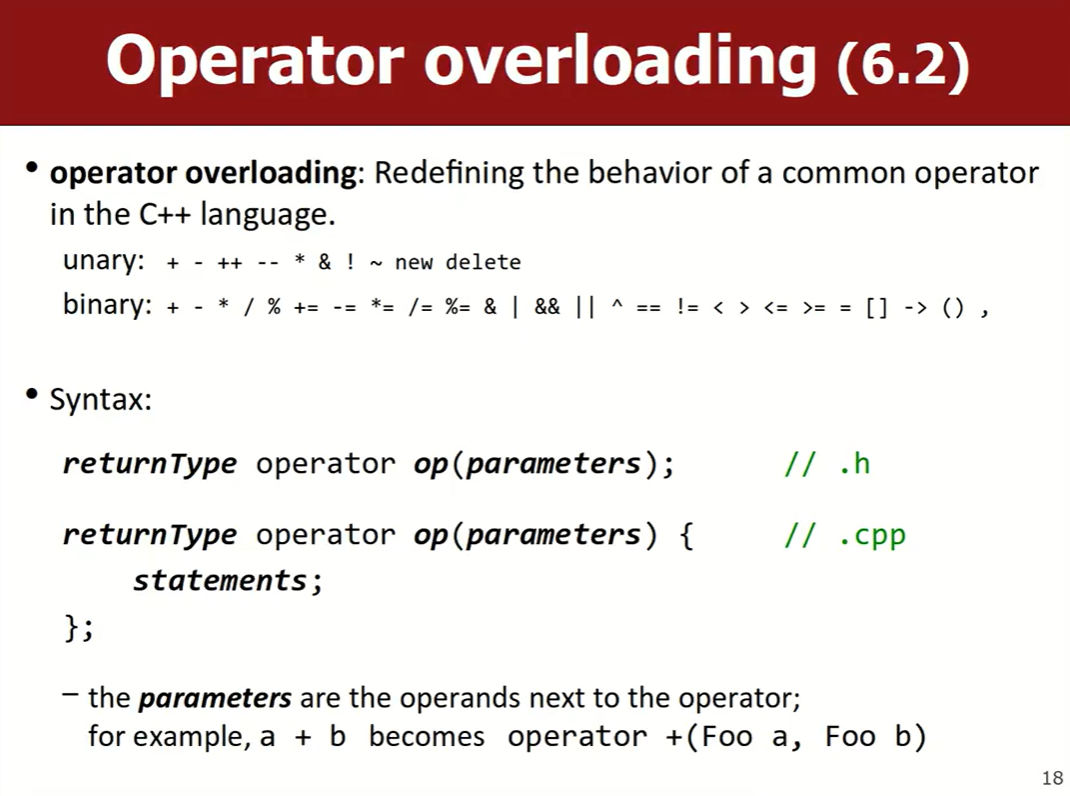 Operator overloading (6.2)
• operator overloading: Redefining the behavior of a common operator
in the C++ language.
unary: + - ++ -- * & ! ~ new delete
binary: + - * / % += -= *= /= %= & | && || ^ == != < > <= >= = [] -> () ,
• Syntax:
returnType operator op(parameters); // .h
returnType operator op(parameters) { // .cpp
statements;
};
– the parameters are the operands next to the operator;
for example, a + b becomes operator +(Foo a, Foo b)
18